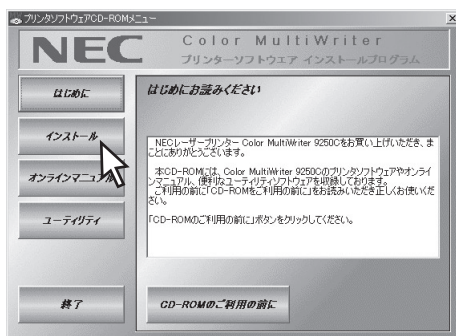 プリンタソフトウェアCD-ROMメニュー
NEC
Color MultiWriter
プリンターソフトウエア インストールプログラム
はじめに
インストール
オンラインマニュアル
ユーティリティ
終了
はじめにお読みください
NECレーザープリンター Color MultiWriter 9250Cをお買い上げいただき、ま
ことにありがとうございます。
本CD-ROMには、Color MultiWriter 9250Cのプリンタソフトウェアやオンライ
ンマニュアル、便利なユーティリティソフトウェアを収録しております。
ご利用の前に「CD-ROMをご利用の前に」をお読みいただき正しくお使いくだ
さい。
「CD-ROMのご利用の前に」ボタンをクリックしてください。
CD-ROMのご利用の前に